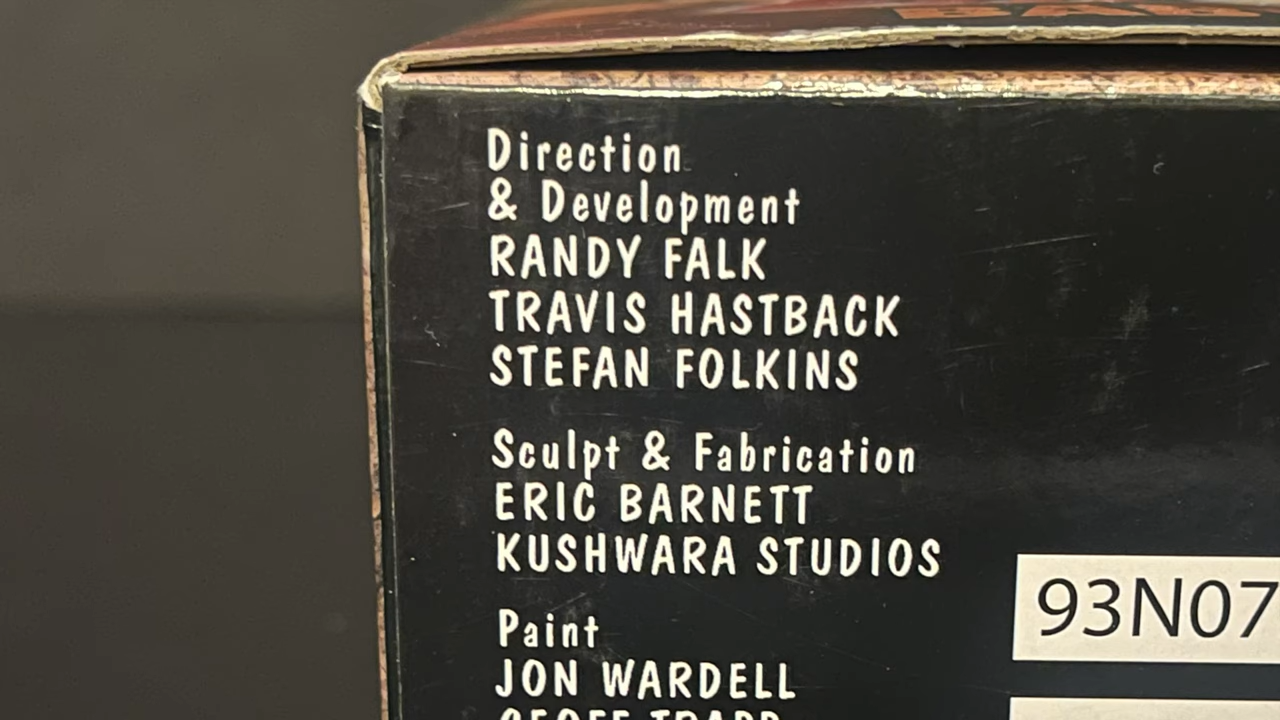 Direction
& Development
RANDY FALK
TRAVIS HASTBACK
STEFAN FOLKINS
Sculpt & Fabrication
ERIC BARNETT
KUSHWARA STUDIOS
93N07
Paint
JON WARDELL